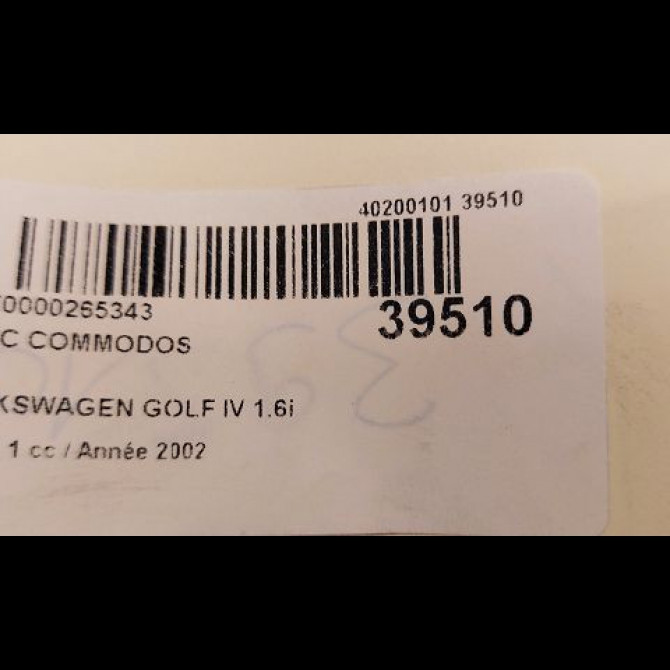 40200101 39510
0000265343
39510
C COMMODOS
KSWAGEN GOLF IV 1.6i
1 cc / Année 2002